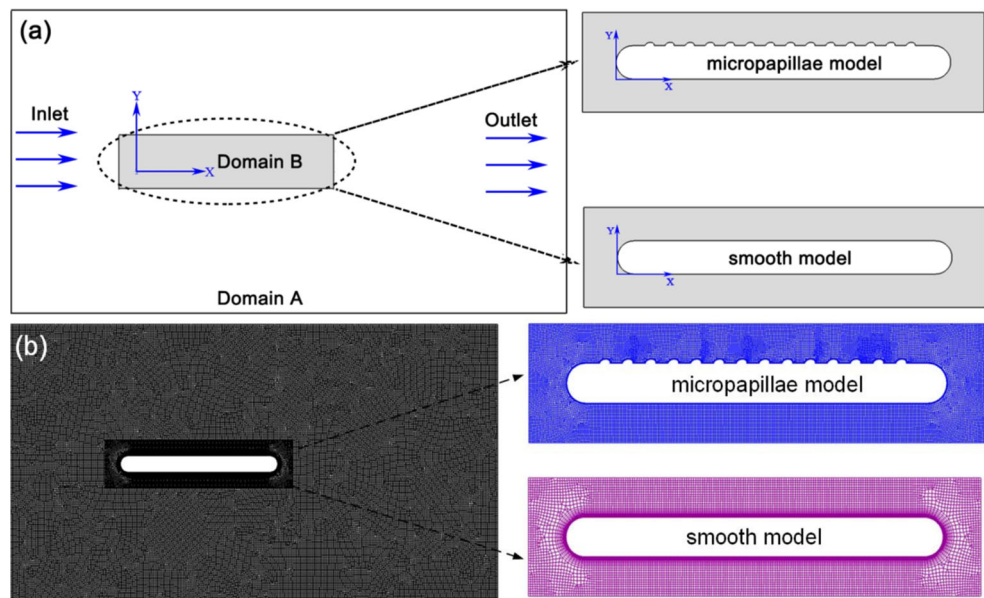 (a)
Inlet
Y
X
Domain B
Outlet
Domain A
Y
X
micropapillae model
Y
X
smooth model
(b)
micropapillae model
smooth model